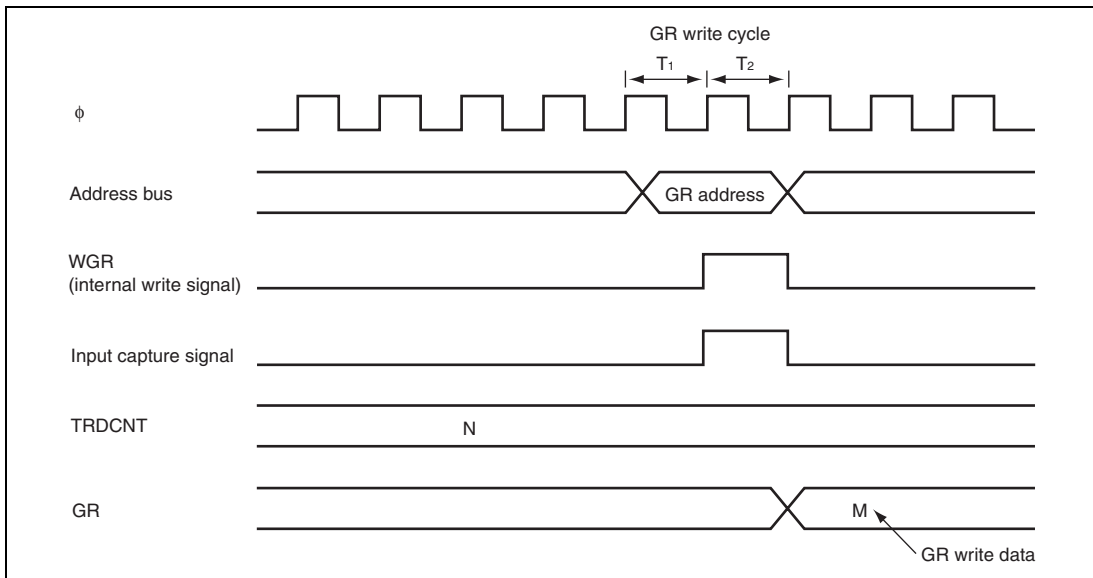 GR write cycle
T1 T2
ϕ
Address bus
GR address
WGR
(internal write signal)
Input capture signal
TRDCNT
N
GR
M
GR write data